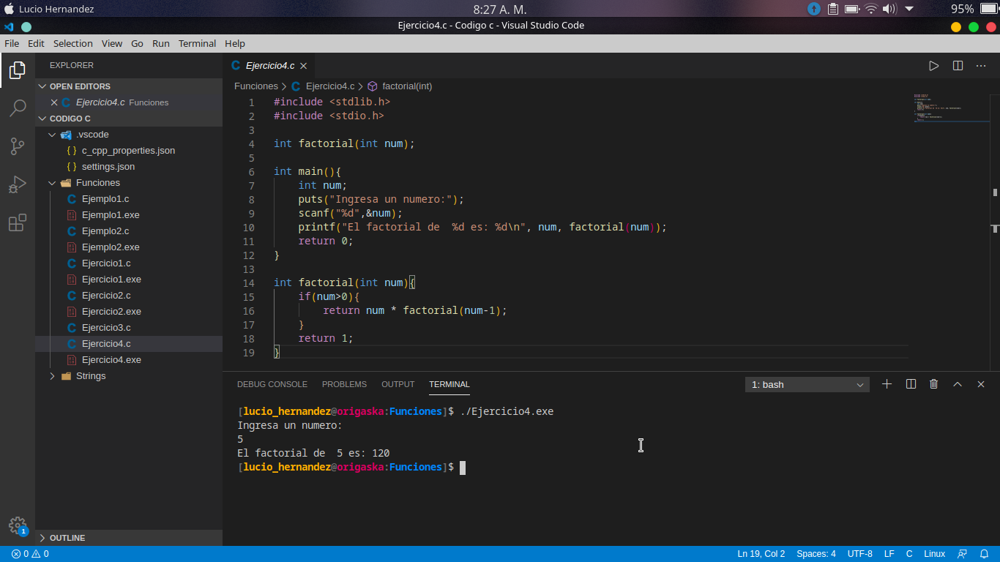 Lucio Hernandez
8:27 A. M.
95%
Ejercicio4.c - Codigo c - Visual Studio Code
File Edit Selection View Go Run Terminal Help
EXPLORER
OPEN EDITORS
Ejercicio4.c Funciones
CODIGO C
.vscode
{ } c_cpp_properties.json
{ } settings.json
Funciones
C Ejemplo1.c
Ejemplo1.exe
C Ejemplo2.c
Ejemplo2.exe
C Ejercicio1.c
Ejercicio1.exe
C Ejercicio2.c
Ejercicio2.exe
C Ejercicio3.c
C Ejercicio4.c
Ejercicio4.exe
Strings
OUTLINE
1
C Ejercicio4.c
Funciones > C Ejercicio4.c > factorial(int)
1 #include <stdlib.h>
2 #include <stdio.h>
3
4 int factorial(int num);
5
6 int main(){
7 int num;
8 puts("Ingresa un numero:");
9 scanf("%d",&num);
10 printf("El factorial de  %d es: %d\n", num, factorial(num));
11 return 0;
12 }
13
14 int factorial(int num){
15 if(num>0){
16 return num * factorial(num-1);
17 }
18 return 1;
19 }
DEBUG CONSOLE PROBLEMS OUTPUT TERMINAL
1: bash
[lucio_hernandez@origaska:Funciones]$ ./Ejercicio4.exe
Ingresa un numero:
5
El factorial de  5 es: 120
[lucio_hernandez@origaska:Funciones]$
0 0
Ln 19, Col 2 Spaces: 4 UTF-8 LF C Linux